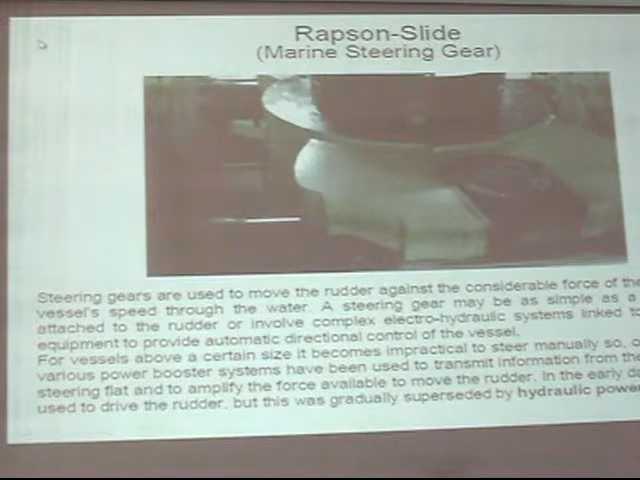 Rapson-Slide
(Marine Steering Gear)
Steering gears are used to move the rudder against the considerable force of the
vessel's speed through the water. A steering gear may be as simple as a
attached to the rudder or involve complex electro-hydraulic systems linked to
equipment to provide automatic directional control of the vessel.
For vessels above a certain size it becomes impractical to steer manually so,
various power booster systems have been used to transmit information from the
steering flat and to amplify the force available to move the rudder. In the early
used to drive the rudder, but this was gradually superseded by hydraulic power